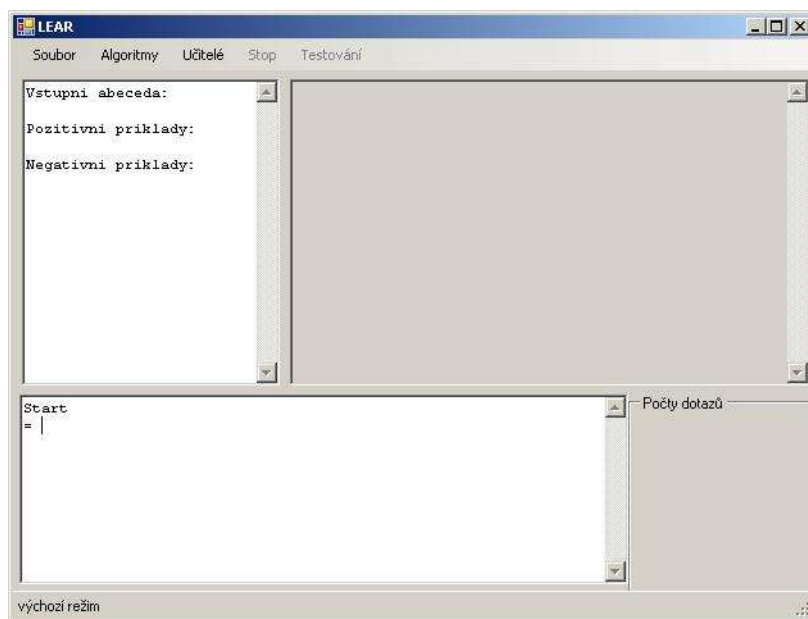 LEAR
Soubor Algoritmy Učitelé Stop Testování
Vstupni abeceda:
Pozitivni priklady:
Negativni priklady:
Start
=
Počty dotazů
výchozí režim